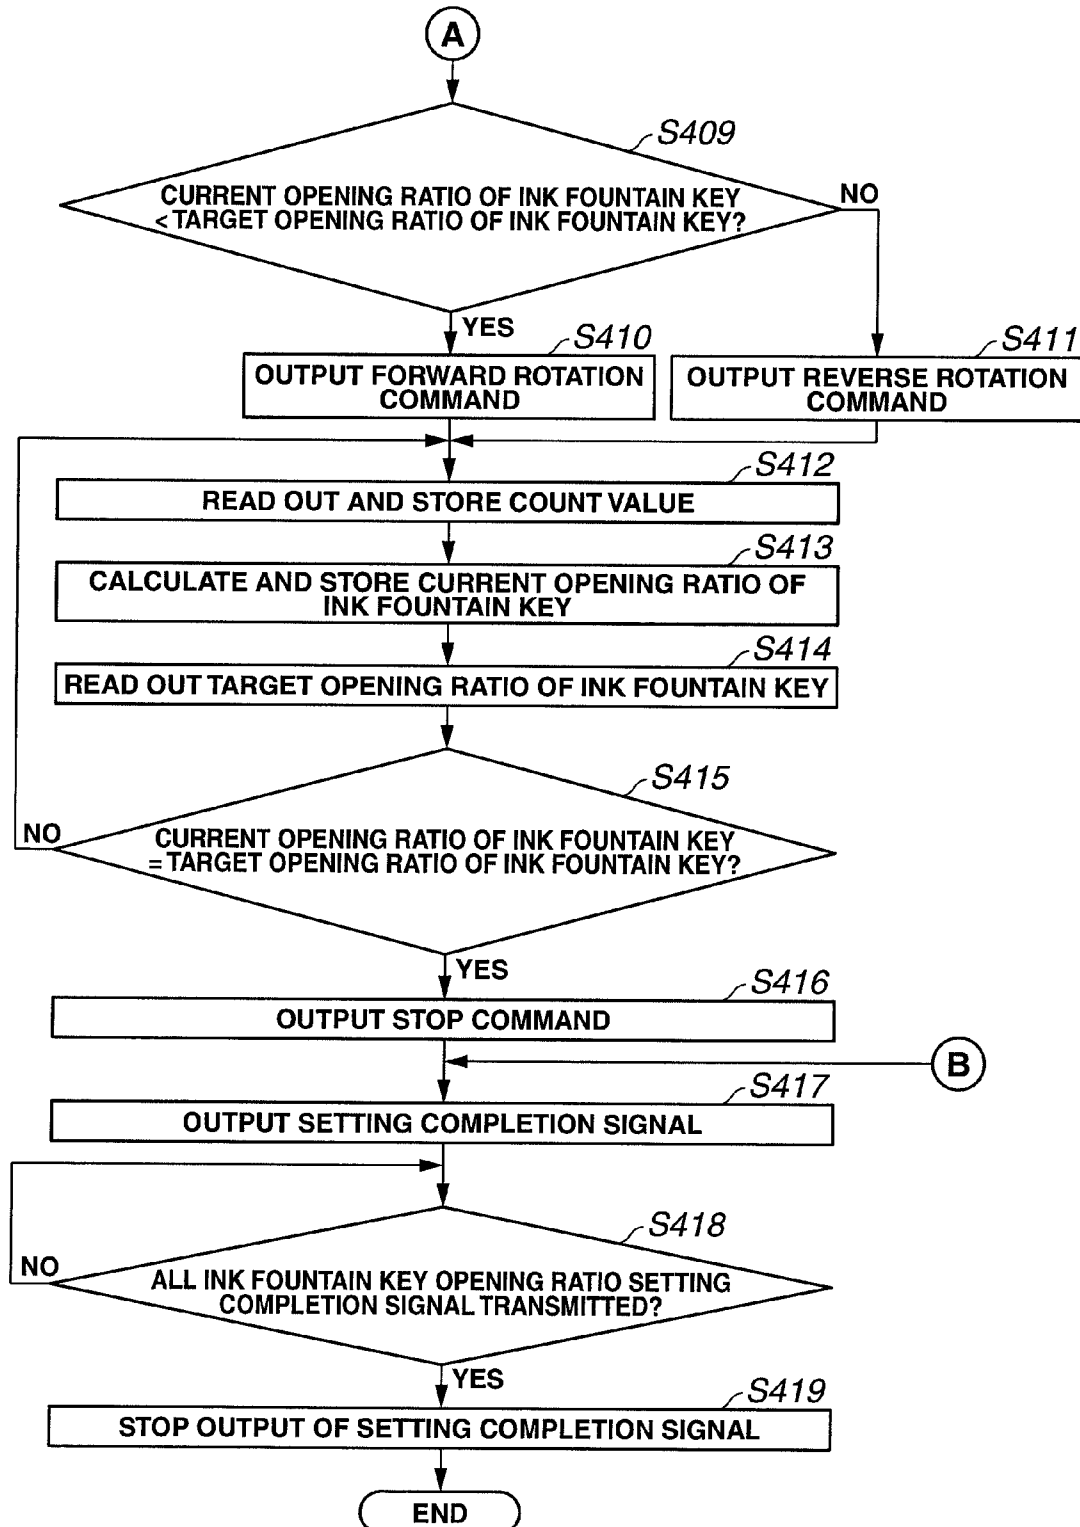 A
S409
CURRENT OPENING RATIO OF INK FOUNTAIN KEY
< TARGET OPENING RATIO OF INK FOUNTAIN KEY?
NO
YES
S410
S411
OUTPUT FORWARD ROTATION
COMMAND
OUTPUT REVERSE ROTATION
COMMAND
S412
READ OUT AND STORE COUNT VALUE
S413
CALCULATE AND STORE CURRENT OPENING RATIO OF
INK FOUNTAIN KEY
S414
READ OUT TARGET OPENING RATIO OF INK FOUNTAIN KEY
S415
NO
CURRENT OPENING RATIO OF INK FOUNTAIN KEY
= TARGET OPENING RATIO OF INK FOUNTAIN KEY?
YES
S416
OUTPUT STOP COMMAND
B
S417
OUTPUT SETTING COMPLETION SIGNAL
S418
NO
ALL INK FOUNTAIN KEY OPENING RATIO SETTING
COMPLETION SIGNAL TRANSMITTED?
YES
S419
STOP OUTPUT OF SETTING COMPLETION SIGNAL
END